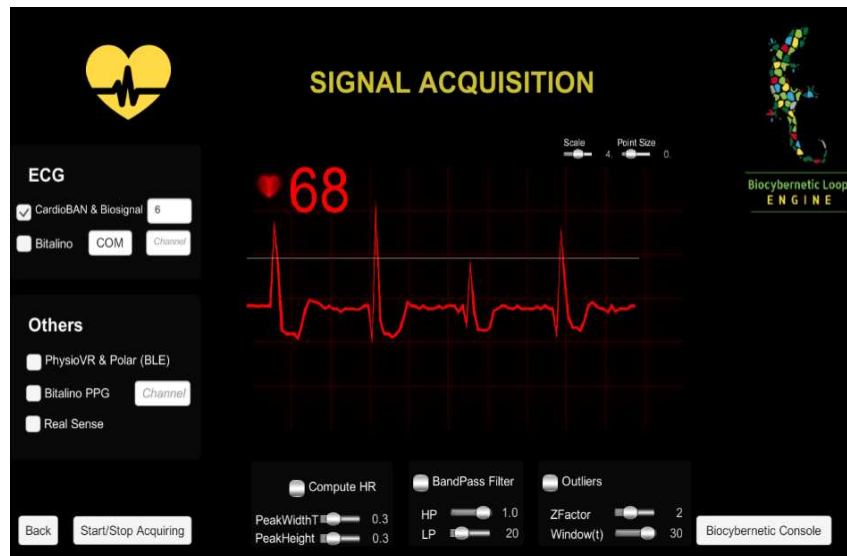 SIGNAL ACQUISITION
Scale 4. Point Size 0.
68
Biocybernetic Loop
ENGINE
ECG
CardioBAN & Biosignal 6
Bitalino COM Channel
Others
PhysioVR & Polar (BLE)
Bitalino PPG Channel
Real Sense
Compute HR
PeakWidthT 0.3
PeakHeight 0.3
BandPass Filter
HP 1.0
LP 20
Outliers
ZFactor 2
Window(t) 30
Back Start/Stop Acquiring Biocybernetic Console